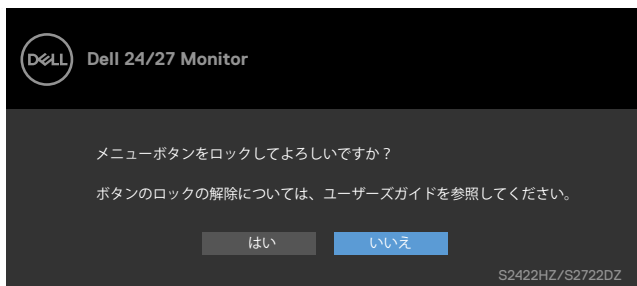 DELL
Dell 24/27 Monitor
メニューボタンをロックしてよろしいですか？
ボタンのロックの解除については、ユーザーズガイドを参照してください。
はい
いいえ
S2422HZ/S2722DZ